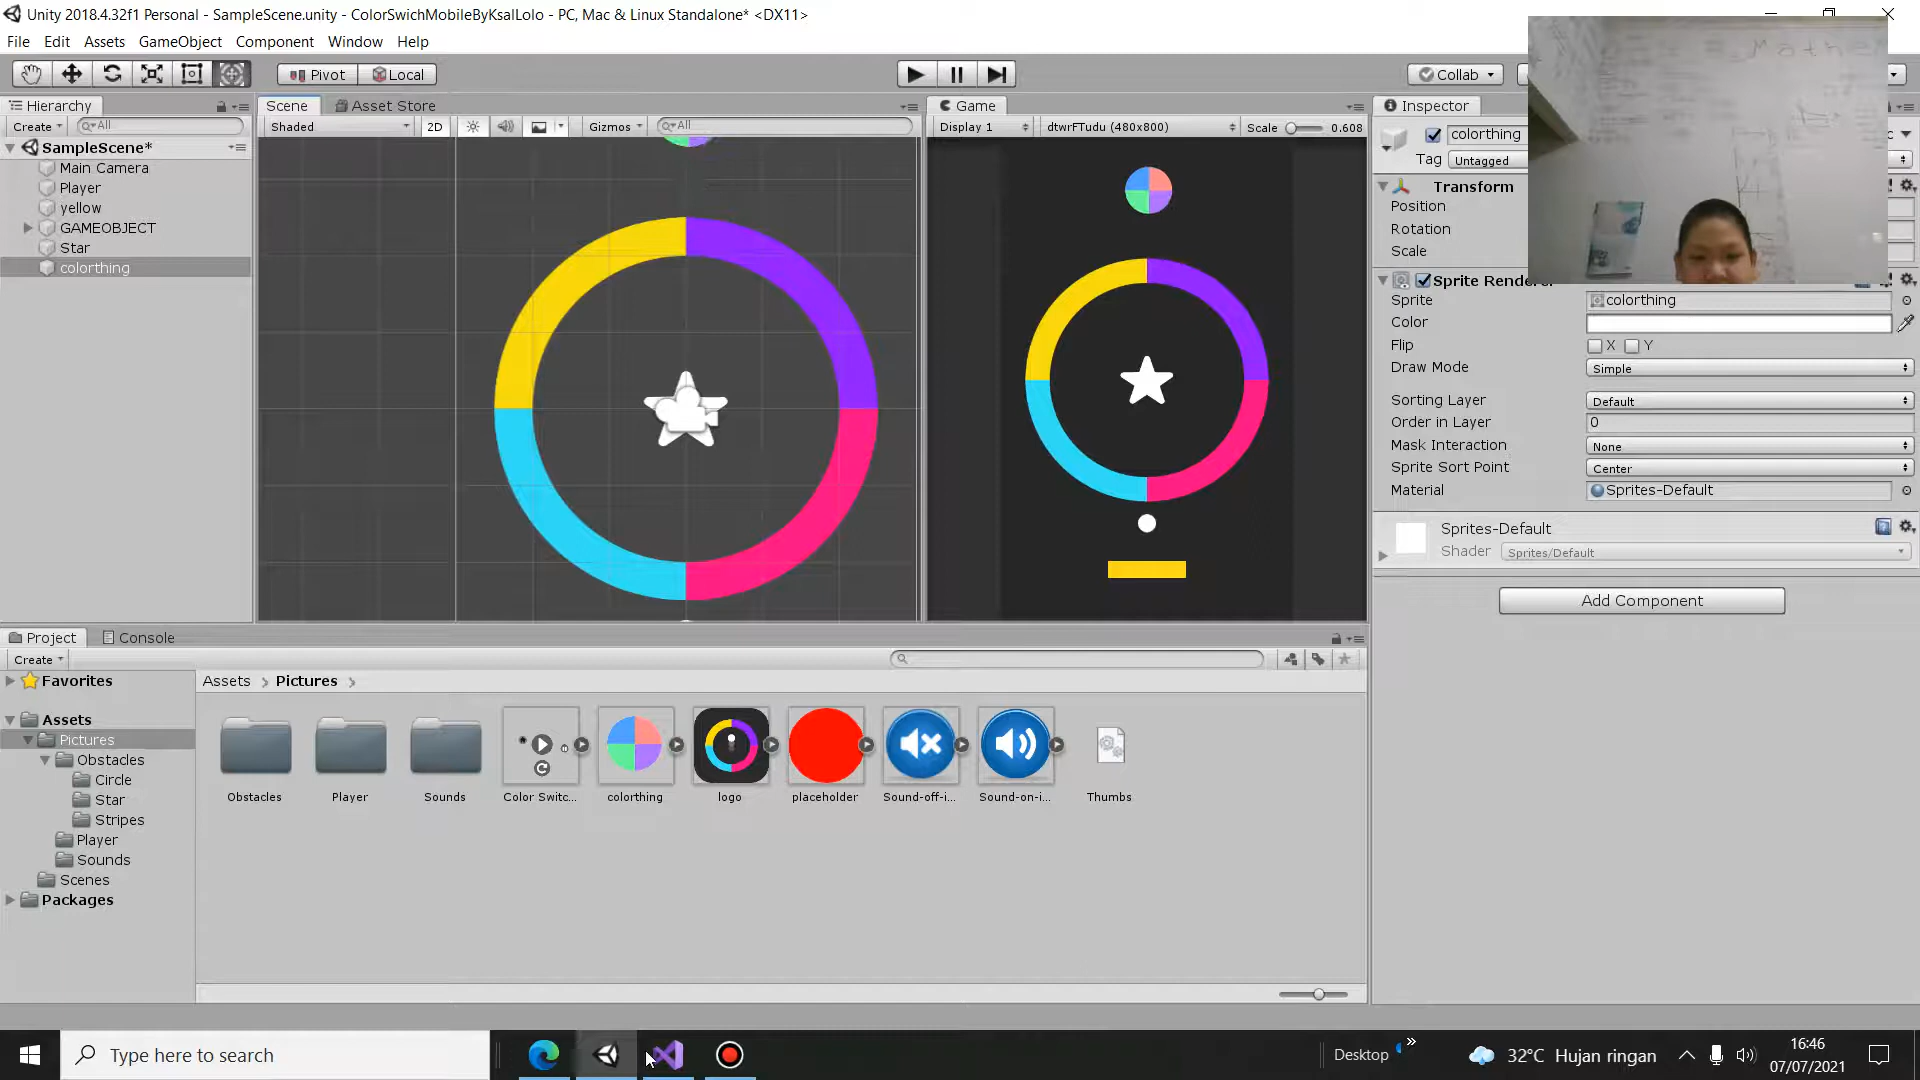 Unity 2018.4.32f1 Personal - SampleScene.unity - ColorSwichMobileByKsalLolo - PC, Mac & Linux Standalone* <DX11>
File Edit Assets GameObject Component Window Help
Pivot Local Collab
Hierarchy
Create All
SampleScene*
Main Camera
Player
yellow
GAMEOBJECT
Star
colorthing
Scene Asset Store
Shaded 2D Gizmos All
Game
Display 1 dtwrFTudu (480x800) Scale 0.608
Inspector
colorthing
Tag Untagged
Transform
Position
Rotation
Scale
Sprite Rendere
Sprite colorthing
Color
Flip X Y
Draw Mode Simple
Sorting Layer Default
Order in Layer 0
Mask Interaction None
Sprite Sort Point Center
Material Sprites-Default
Sprites-Default
Shader Sprites/Default
Add Component
Project Console
Create
Favorites
Assets
Pictures
Obstacles
Circle
Star
Stripes
Player
Sounds
Scenes
Packages
Assets > Pictures >
Obstacles Player Sounds Color Switc... colorthing logo placeholder Sound-off-i... Sound-on-i... Thumbs
Type here to search
Desktop
32°C Hujan ringan
16:46
07/07/2021